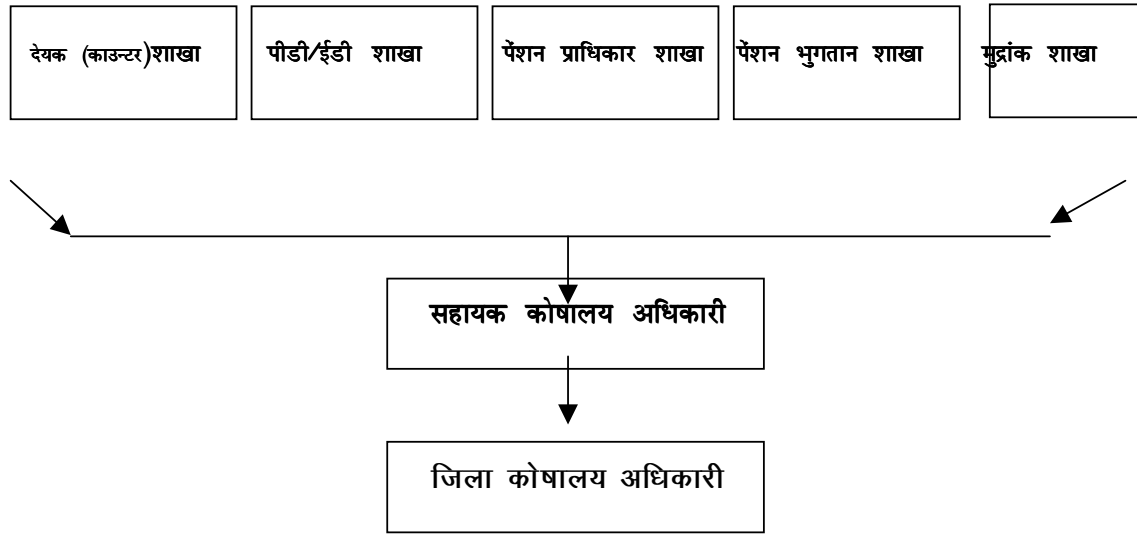 देयक (काउन्टर)शाखा
पीडी/ईडी शाखा
पेंशन प्राधिकार शाखा
पेंशन भुगतान शाखा
मुद्रांक शाखा
सहायक कोषालय अधिकारी
जिला कोषालय अधिकारी